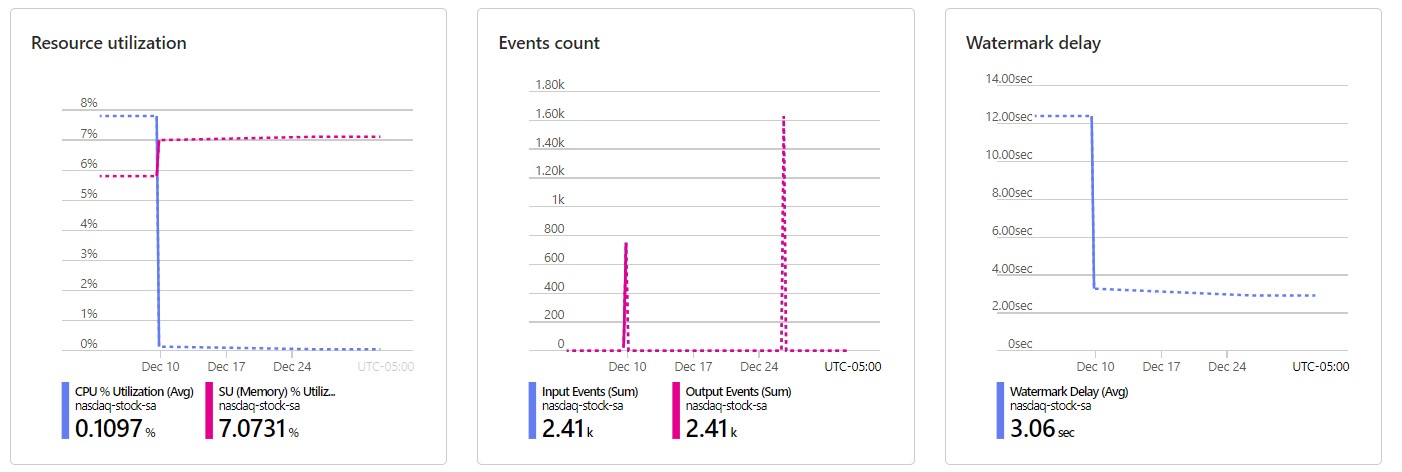 Resource utilization
8%
7%
6%
5%
4%
3%
2%
1%
0%
Dec 10 Dec 17 Dec 24 UTC-05:00
CPU % Utilization (Avg) SU (Memory) % Utiliz...
nasdaq-stock-sa nasdaq-stock-sa
0.1097 % 7.0731 %
Events count
1.80k
1.60k
1.40k
1.20k
1k
800
600
400
200
0
Dec 10 Dec 17 Dec 24 UTC-05:00
Input Events (Sum) Output Events (Sum)
nasdaq-stock-sa nasdaq-stock-sa
2.41 k 2.41 k
Watermark delay
14.00sec
12.00sec
10.00sec
8.00sec
6.00sec
4.00sec
2.00sec
0sec
Dec 10 Dec 17 Dec 24 UTC-05:00
Watermark Delay (Avg)
nasdaq-stock-sa
3.06 sec